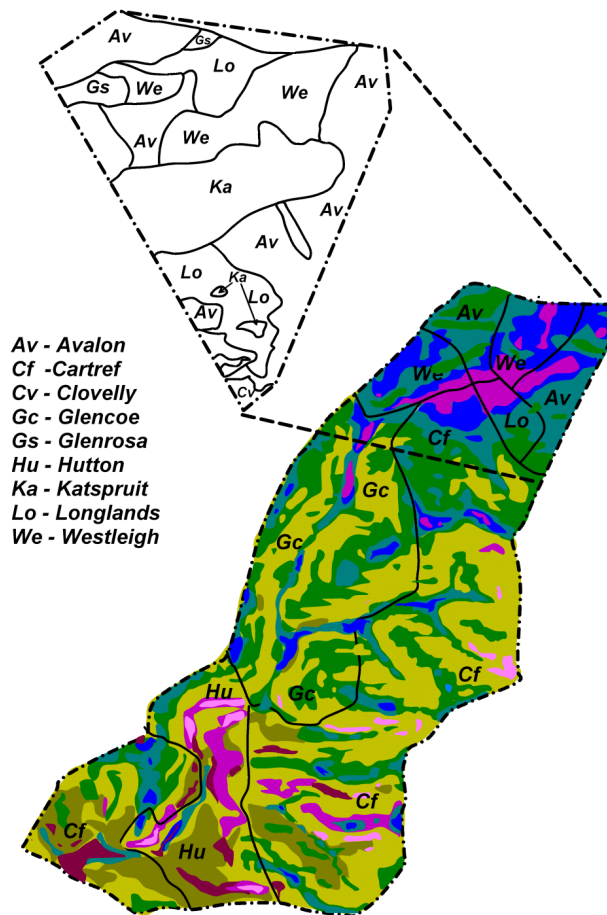 Av
Gs
Lo
Av
Gs
We
We
Av
We
Ka
Av
Av
Lo
Ka
Lo
Av
Cv
Av - Avalon
Cf -Cartref
Cv - Clovelly
Gc - Glencoe
Gs - Glenrosa
Hu - Hutton
Ka - Katspruit
Lo - Longlands
We - Westleigh
Av
We
We
Av
Lo
Cf
Gc
Gc
Cf
Hu
Gc
Cf
Cf
Hu